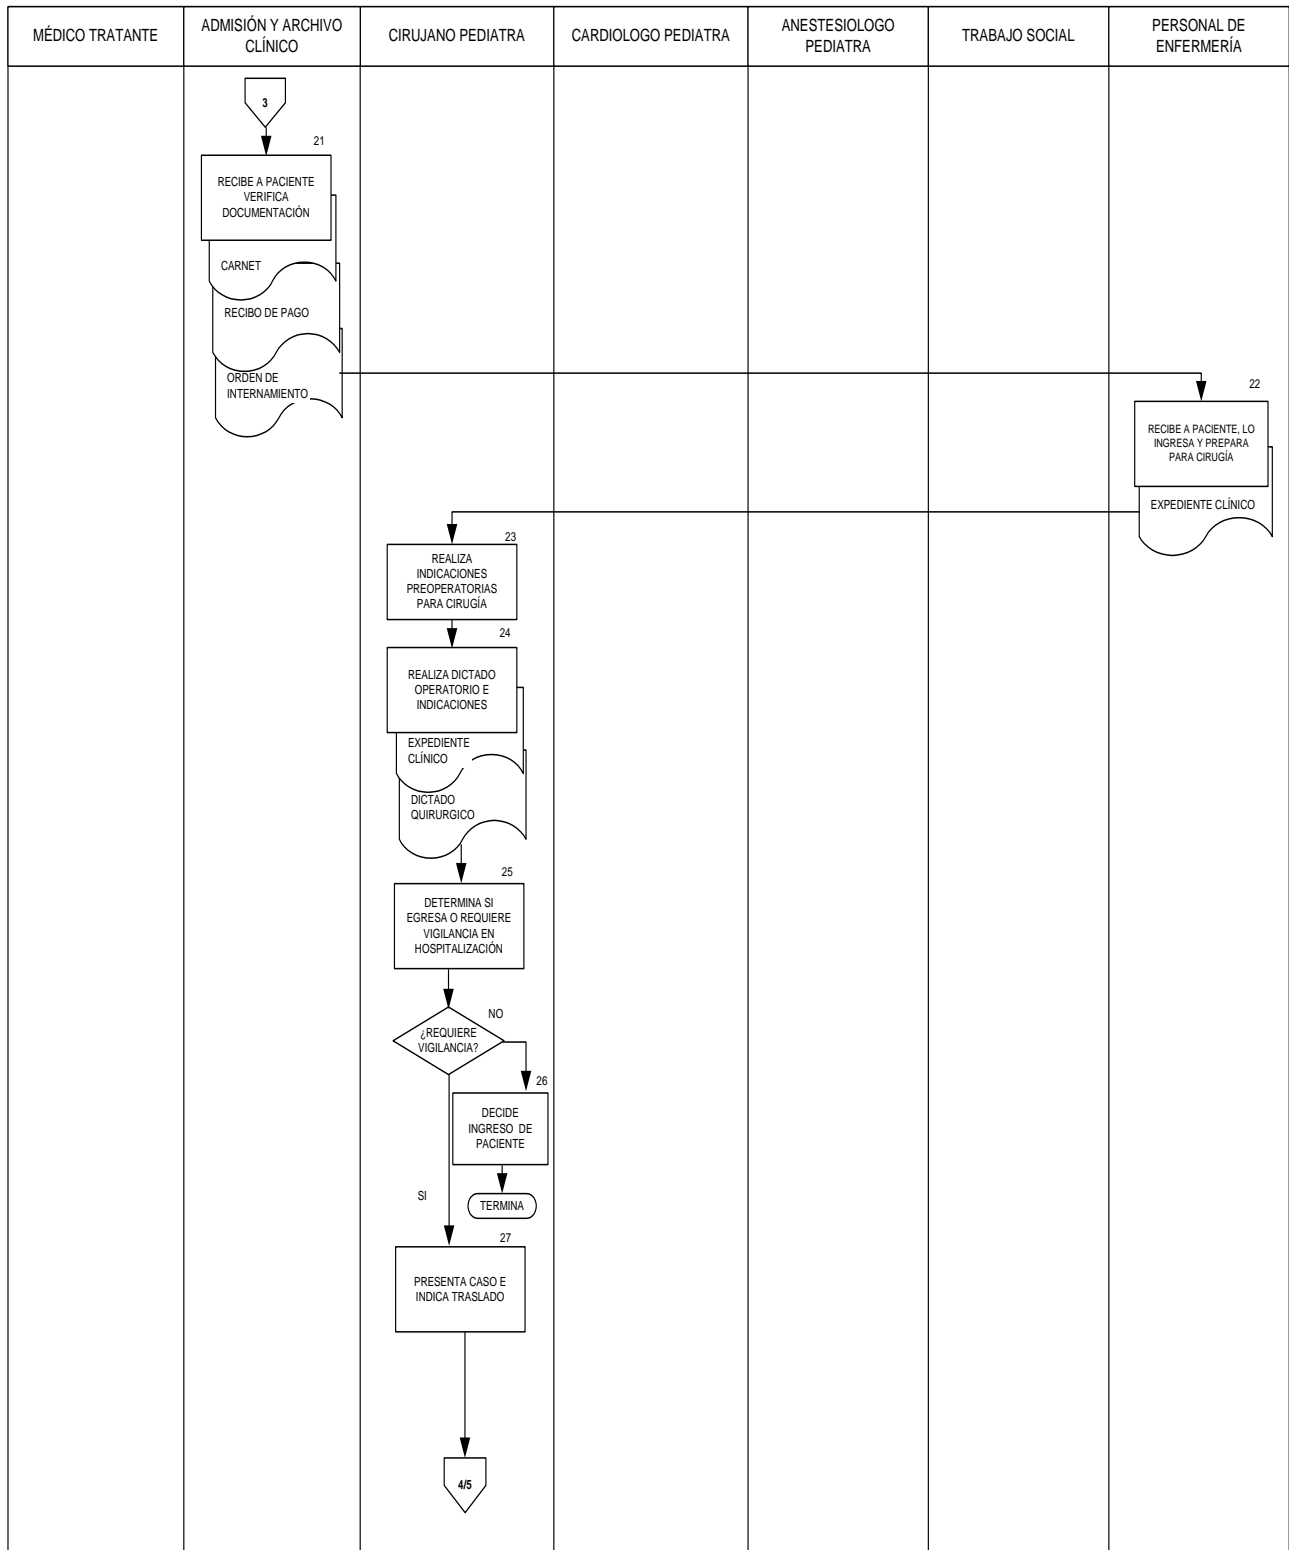 MÉDICO TRATANTE
ADMISIÓN Y ARCHIVO
CLÍNICO
CIRUJANO PEDIATRA
CARDIOLOGO PEDIATRA
ANESTESIOLOGO
PEDIATRA
TRABAJO SOCIAL
PERSONAL DE
ENFERMERÍA
3
21
RECIBE A PACIENTE
VERIFICA
DOCUMENTACIÓN
CARNET
RECIBO DE PAGO
ORDEN DE
INTERNAMIENTO
22
RECIBE A PACIENTE, LO
INGRESA Y PREPARA
PARA CIRUGÍA
EXPEDIENTE CLÍNICO
23
REALIZA
INDICACIONES
PREOPERATORIAS
PARA CIRUGÍA
24
REALIZA DICTADO
OPERATORIO E
INDICACIONES
EXPEDIENTE
CLÍNICO
DICTADO
QUIRURGICO
25
DETERMINA SI
EGRESA O REQUIERE
VIGILANCIA EN
HOSPITALIZACIÓN
¿REQUIERE
VIGILANCIA?
NO
26
DECIDE
INGRESO DE
PACIENTE
TERMINA
SI
27
PRESENTA CASO E
INDICA TRASLADO
4/5